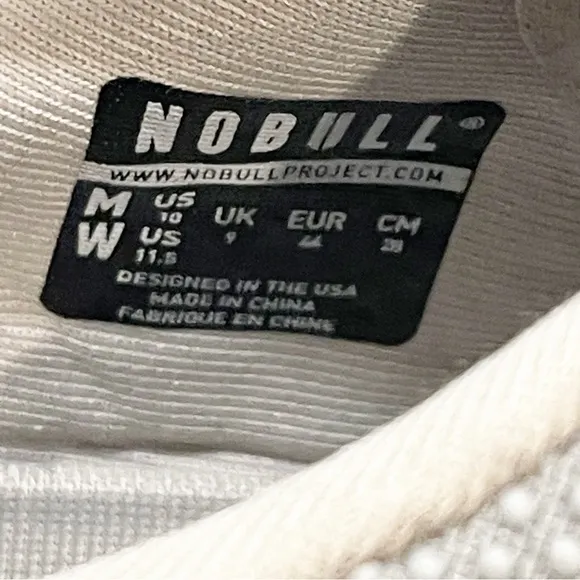 NOBULL®
WWW.NOBULLPROJECT.COM
M US 10 UK 9 EUR 44 CM 28
W US 11.5
DESIGNED IN THE USA
MADE IN CHINA
FABRIQUE EN CHINE